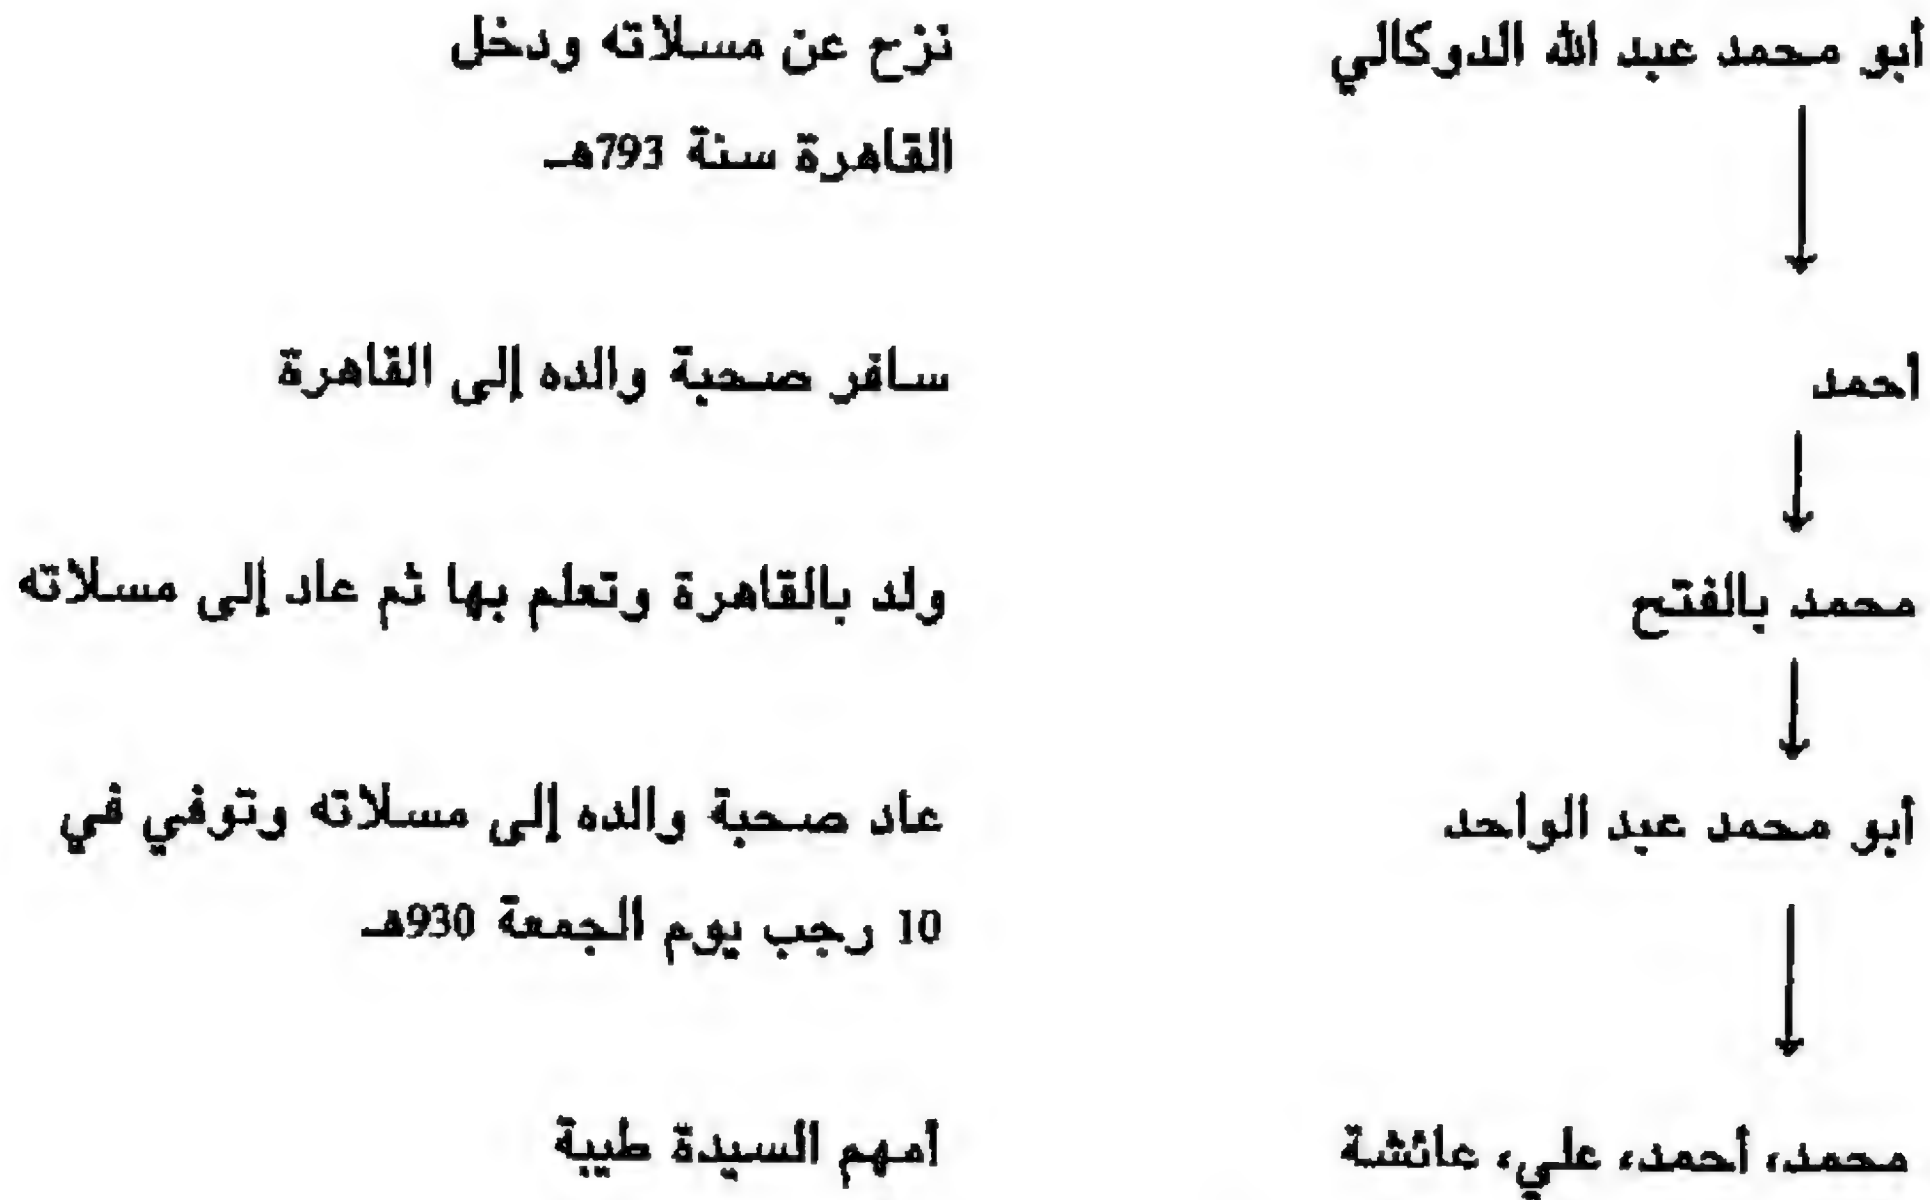 أبو محمد عبد الله الدوكالي
نزح عن مسلاته ودخل
القاهرة سنة 793هـ
أحمد
سافر صحبة والده إلى القاهرة
محمد بالفتح
ولد بالقاهرة وتعلم بها ثم عاد إلى مسلاته
أبو محمد عبد الواحد
عاد صحبة والده إلى مسلاته وتوفي في
10 رجب يوم الجمعة 930هـ
محمد، أحمد، علي، عائشة
أمهم السيدة طيبة